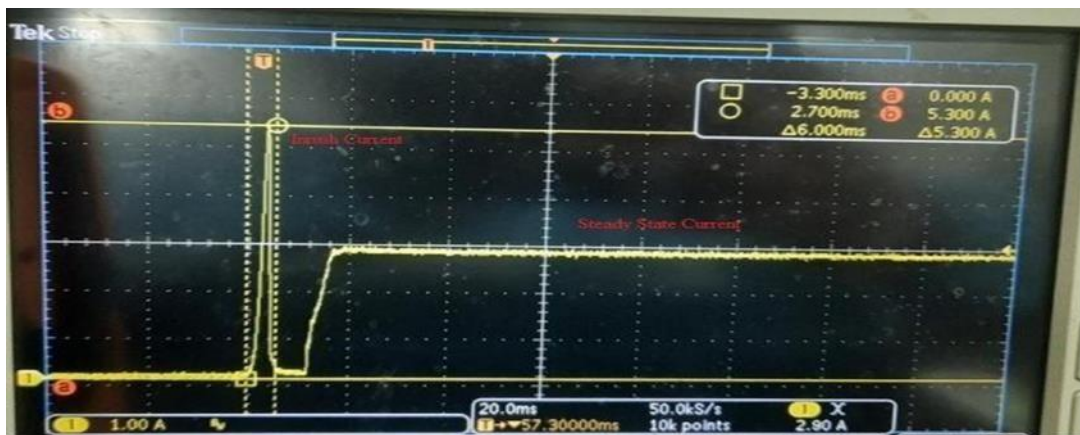 Tek Stop
T
T
b
□ -3.300ms a 0.000 A
○ 2.700ms b 5.300 A
Δ6.000ms Δ5.300 A
Inrush Current
Steady State Current
1
a
1 1.00 A
20.0ms 50.0kS/s 1 X
T→▼57.30000ms 10k points 2.90 A